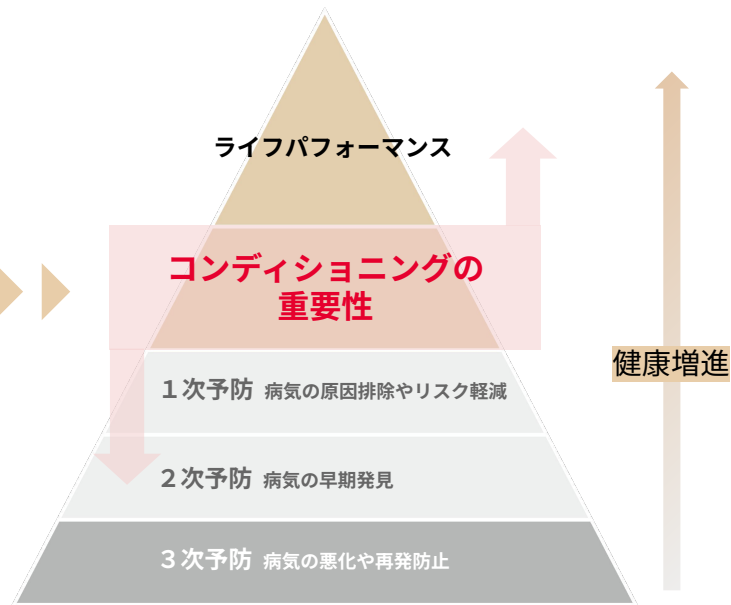 ライフパフォーマンス
コンディショニングの
重要性
健康増進
１次予防 病気の原因排除やリスク軽減
２次予防 病気の早期発見
３次予防 病気の悪化や再発防止